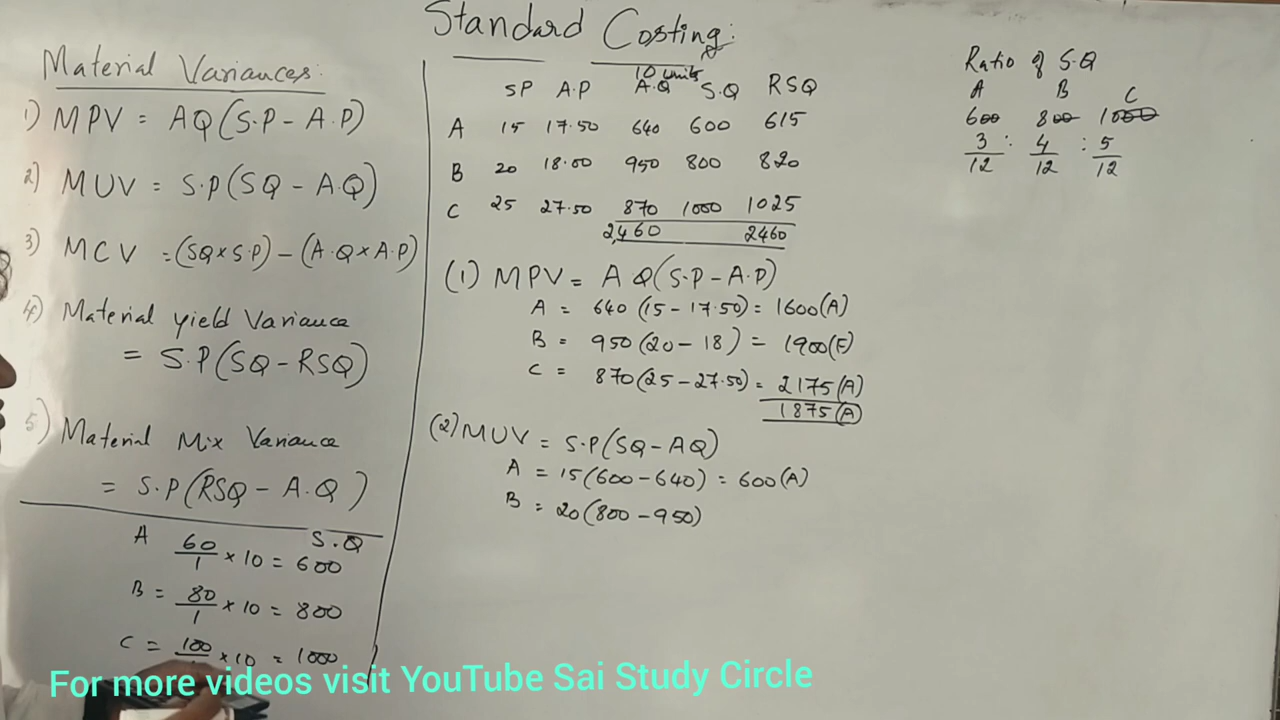 Standard Costing:
Material Variances:
1) MPV = AQ(S.P - A.P)
2) MUV = S.P(SQ - A.Q)
3) MCV = (SQ×S.P) - (A.Q×A.P)
4) Material yield Variance
= S.P(SQ - RSQ)
5) Material Mix Variance
= S.P(RSQ - A.Q)
S.Q
A 60/1 × 10 = 600
B = 80/1 × 10 = 800
C = 100/1 × 10 = 1000
10 units
SP A.P A.Q S.Q RSQ
A 15 17.50 640 600 615
B 20 18.00 950 800 820
C 25 27.50 870 1000 1025
2460 2460
(1) MPV = AQ(S.P - A.P)
A = 640 (15 - 17.50) = 1600(A)
B = 950(20 - 18) = 1900(F)
C = 870(25 - 27.50) = 2175(A)
1875(A)
(2) MUV = S.P(SQ - AQ)
A = 15(600 - 640) = 600(A)
B = 20(800 - 950)
Ratio of S.Q
A B C
600 800 1000
3/12 : 4/12 : 5/12
For more videos visit YouTube Sai Study Circle